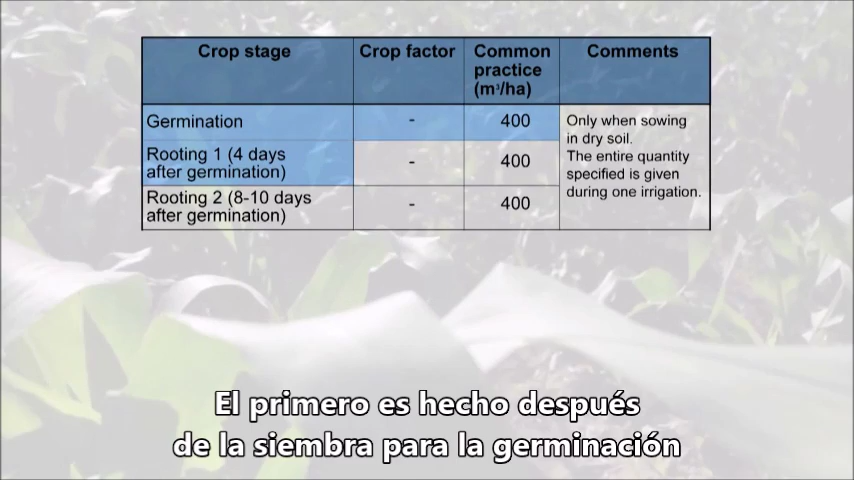 Crop stage Crop factor Common practice (m³/ha) Comments
Germination - 400 Only when sowing
in dry soil.
The entire quantity
specified is given
during one irrigation.
Rooting 1 (4 days
after germination) - 400
Rooting 2 (8-10 days
after germination) - 400
El primero es hecho después
de la siembra para la germinación